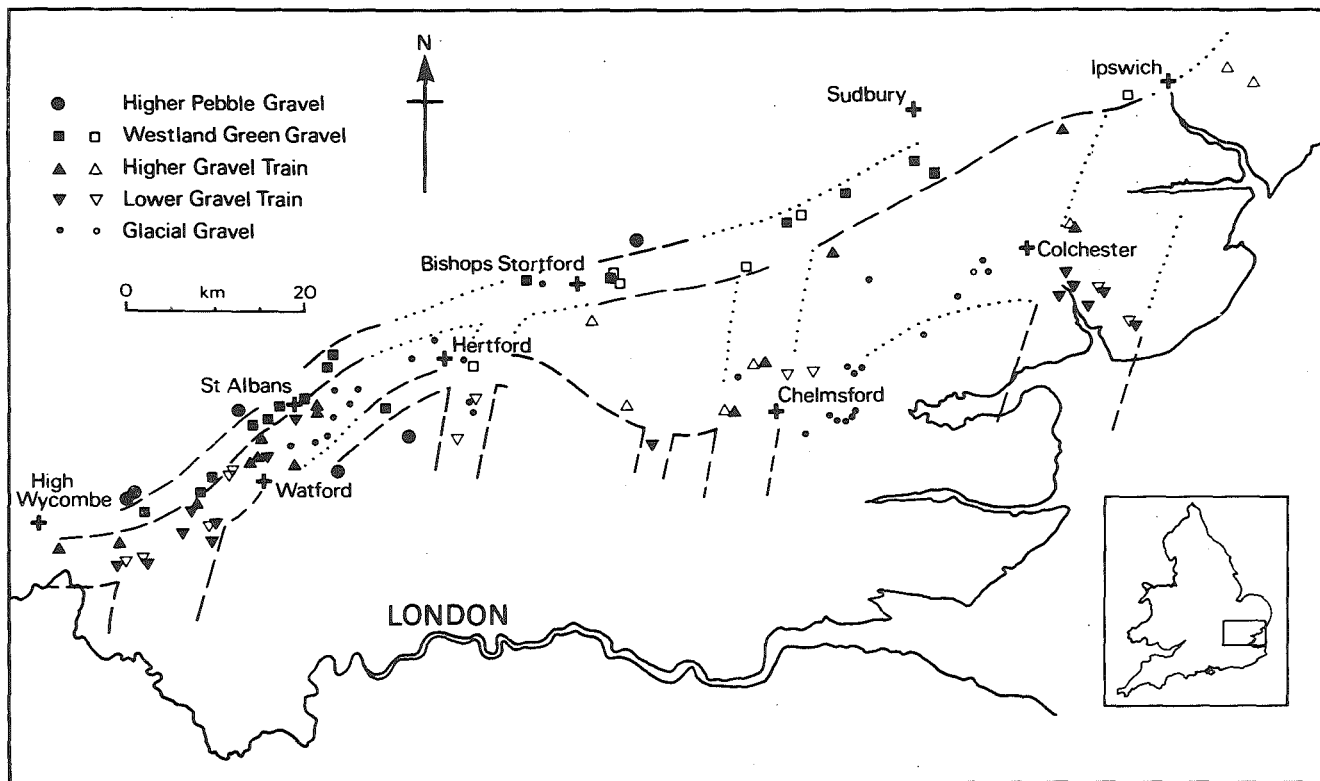 N
Higher Pebble Gravel
Westland Green Gravel
Higher Gravel Train
Lower Gravel Train
Glacial Gravel
0 km 20
Ipswich
Sudbury
Bishops Stortford
Colchester
Hertford
St Albans
Chelmsford
High
Wycombe
Watford
LONDON